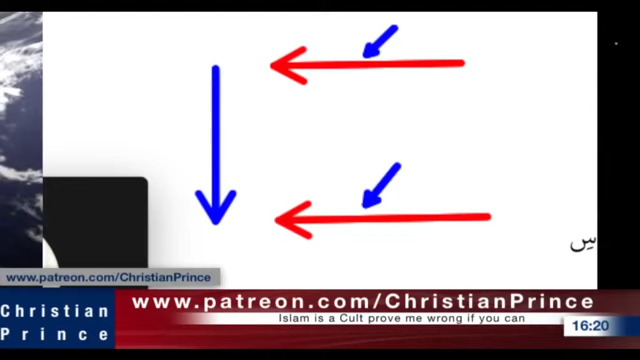 سِ
www.patreon.com/ChristianPrince
www.patreon.com/ChristianPrince
Islam is a Cult prove me wrong if you can
Christian
Prince
16:20